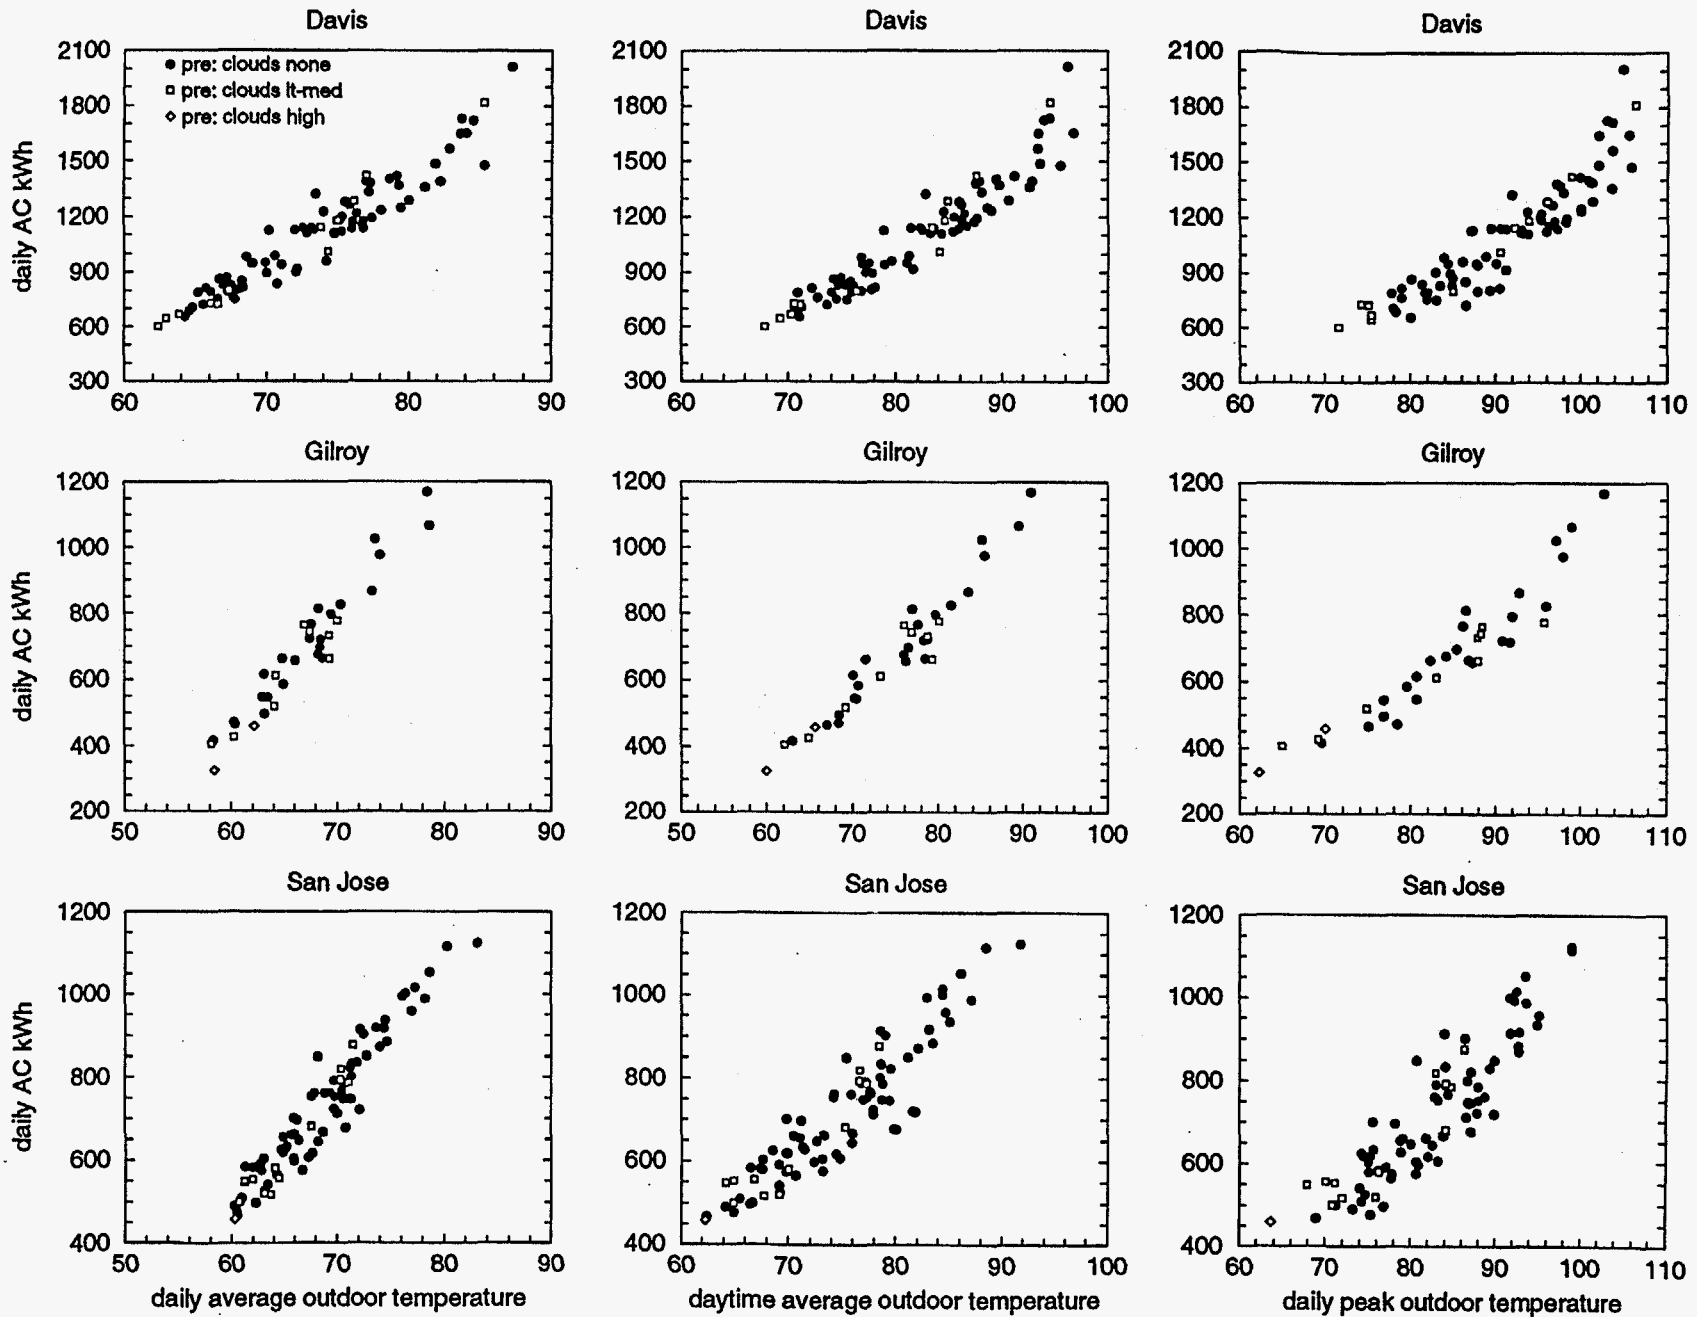 Davis
Davis
Davis
2100
1800
1500
1200
900
600
300
daily AC kWh
pre: clouds none
pre: clouds lt-med
pre: clouds high
60 70 80 90
2100
1800
1500
1200
900
600
300
60 70 80 90 100
2100
1800
1500
1200
900
600
300
60 70 80 90 100 110
Gilroy
Gilroy
Gilroy
1200
1000
800
600
400
200
daily AC kWh
50 60 70 80 90
1200
1000
800
600
400
200
60 70 80 90 100
1200
1000
800
600
400
200
60 70 80 90 100 110
San Jose
San Jose
San Jose
1200
1000
800
600
400
daily AC kWh
50 60 70 80 90
daily average outdoor temperature
1200
1000
800
600
400
60 70 80 90 100
daytime average outdoor temperature
1200
1000
800
600
400
60 70 80 90 100 110
daily peak outdoor temperature